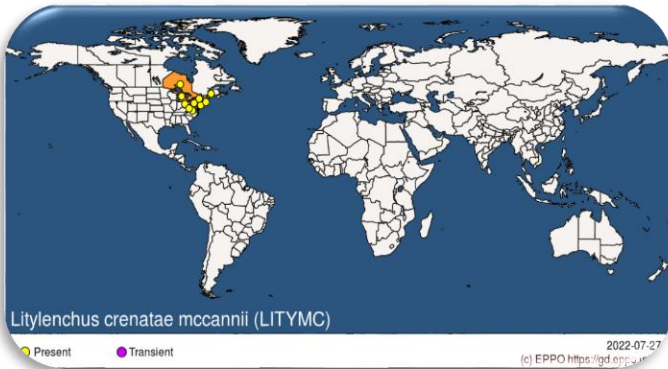 Litylenchus crenatae mccannii (LITYMC)
Present
Transient
2022-07-27
(c) EPPO https://gd.eppo.int